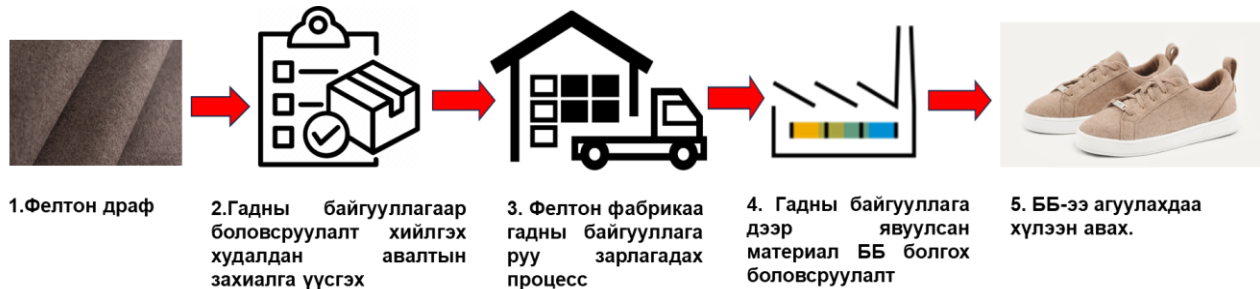 1.Фелтон драф
2.Гадны байгууллагаар
боловсруулалт хийлгэх
худалдан авалтын
захиалга үүсгэх
3. Фелтон фабрикаа
гадны байгууллага
руу зарлагадах
процесс
4. Гадны байгууллага
дээр явуулсан
материал ББ болгох
боловсруулалт
5. ББ-ээ агуулахдаа
хүлээн авах.